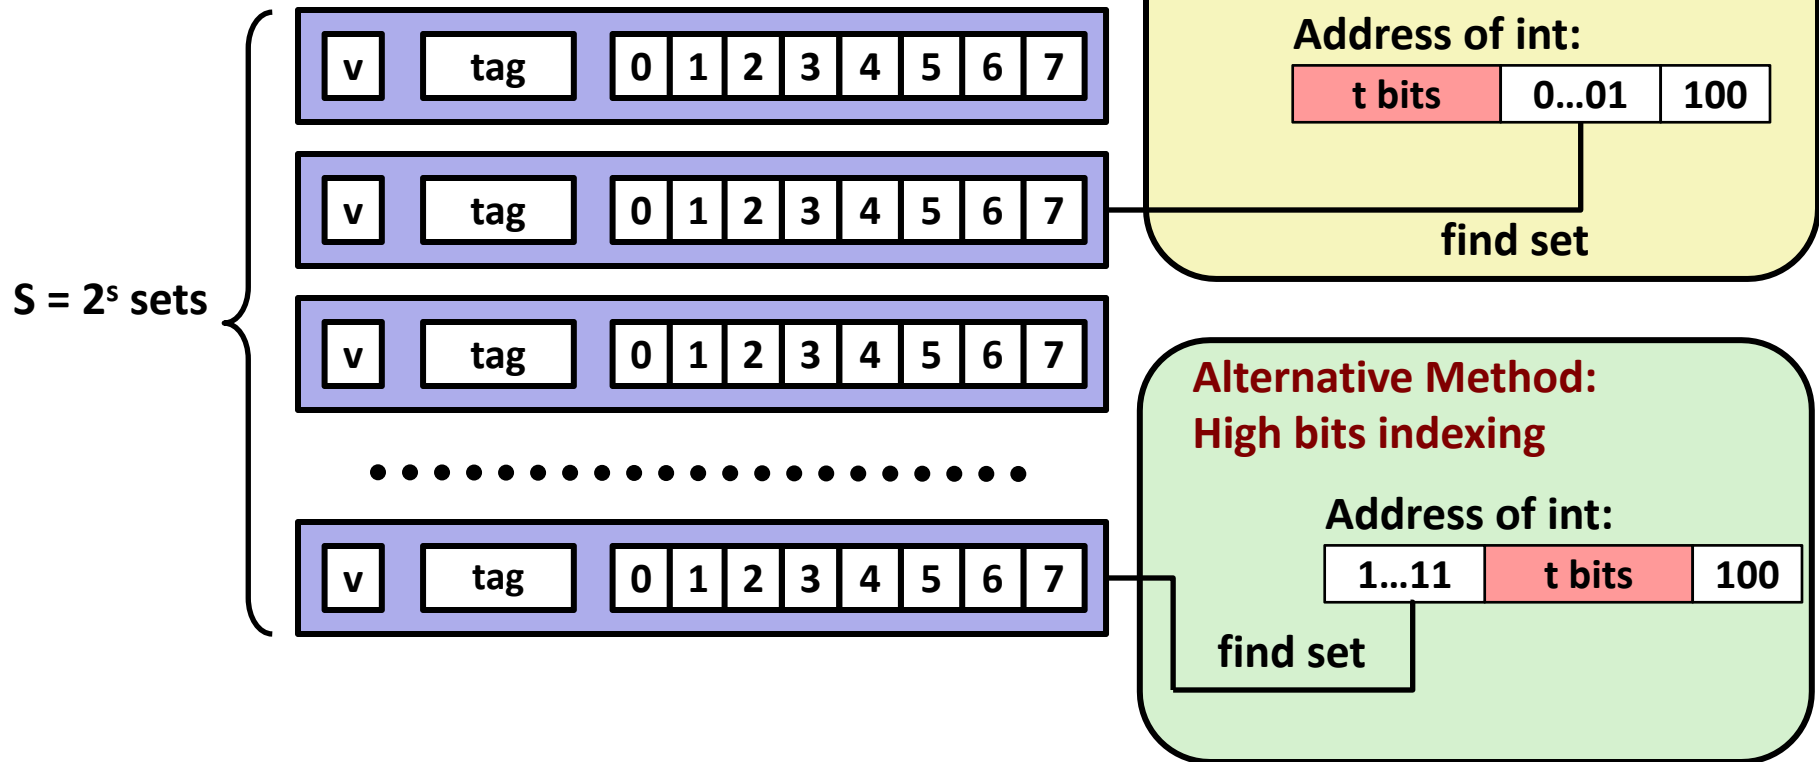 v tag 0 1 2 3 4 5 6 7
v tag 0 1 2 3 4 5 6 7
S = 2ˢ sets
v tag 0 1 2 3 4 5 6 7
v tag 0 1 2 3 4 5 6 7
Address of int:
t bits 0...01 100
find set
Alternative Method:
High bits indexing
Address of int:
1...11 t bits 100
find set